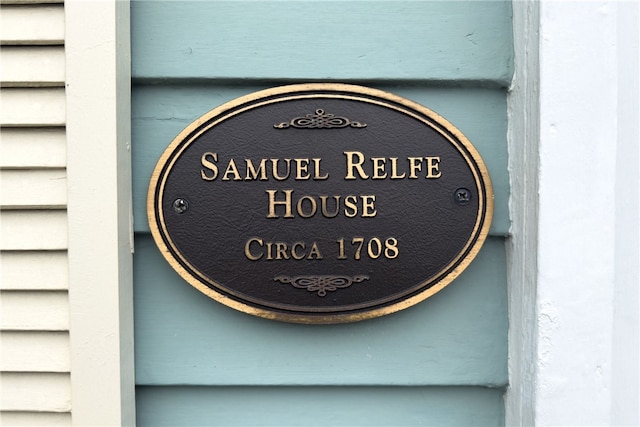 Samuel Relfe
House
Circa 1708